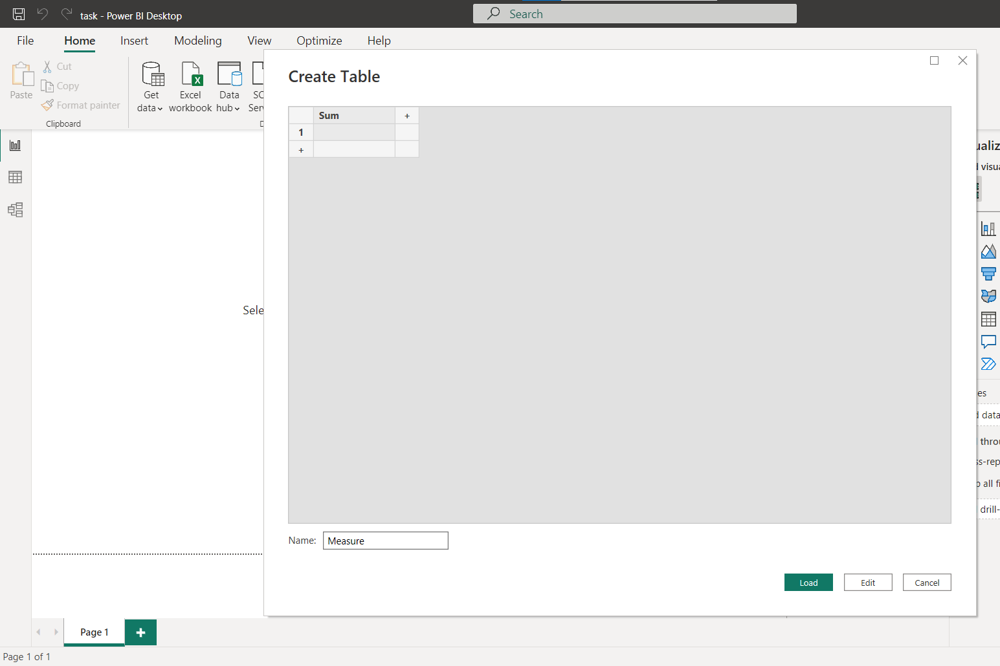 task - Power BI Desktop
Search
File Home Insert Modeling View Optimize Help
Paste
Cut
Copy
Format painter
Clipboard
Get data
Excel workbook
Data hub
SC
Ser
Create Table
Sum +
1
+
Sele
Name: Measure
Load Edit Cancel
ualiz
d visua
es
d data
thro
ss-rep
all fi
drill-
Page 1 +
Page 1 of 1